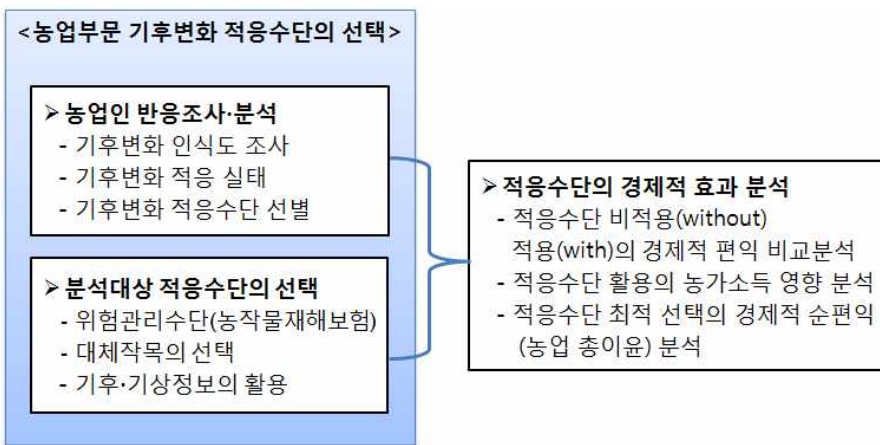 <농업부문 기후변화 적응수단의 선택>
➢ 농업인 반응조사·분석
- 기후변화 인식도 조사
- 기후변화 적응 실태
- 기후변화 적응수단 선별
➢ 분석대상 적응수단의 선택
- 위험관리수단(농작물재해보험)
- 대체작목의 선택
- 기후·기상정보의 활용
➢ 적응수단의 경제적 효과 분석
- 적응수단 비적용(without)
적용(with)의 경제적 편익 비교분석
- 적응수단 활용의 농가소득 영향 분석
- 적응수단 최적 선택의 경제적 순편익
(농업 총이윤) 분석